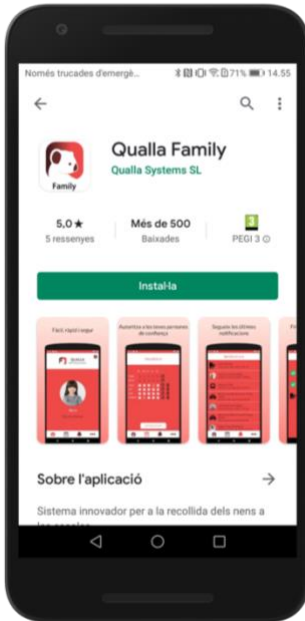 Només trucades d'emergè...
71% 14.55
Qualla Family
Qualla Systems SL
Family
5,0 ★
5 ressenyes
Més de 500
Baixades
3
PEGI 3
Instal·la
Fàcil, ràpid i segur
Autoritza a les teves persones
de confiança
Segueix les últimes
notificacions
Sobre l'aplicació
Sistema innovador per a la recollida dels nens a